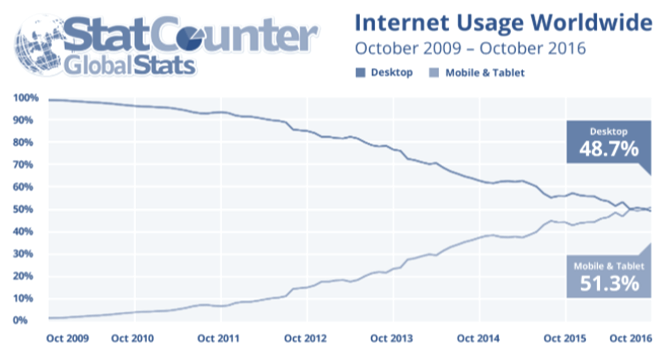 StatCounter
GlobalStats
Internet Usage Worldwide
October 2009 – October 2016
Desktop Mobile & Tablet
100%
90%
80%
70%
60%
50%
40%
30%
20%
10%
0%
Desktop
48.7%
Mobile & Tablet
51.3%
Oct 2009 Oct 2010 Oct 2011 Oct 2012 Oct 2013 Oct 2014 Oct 2015 Oct 2016